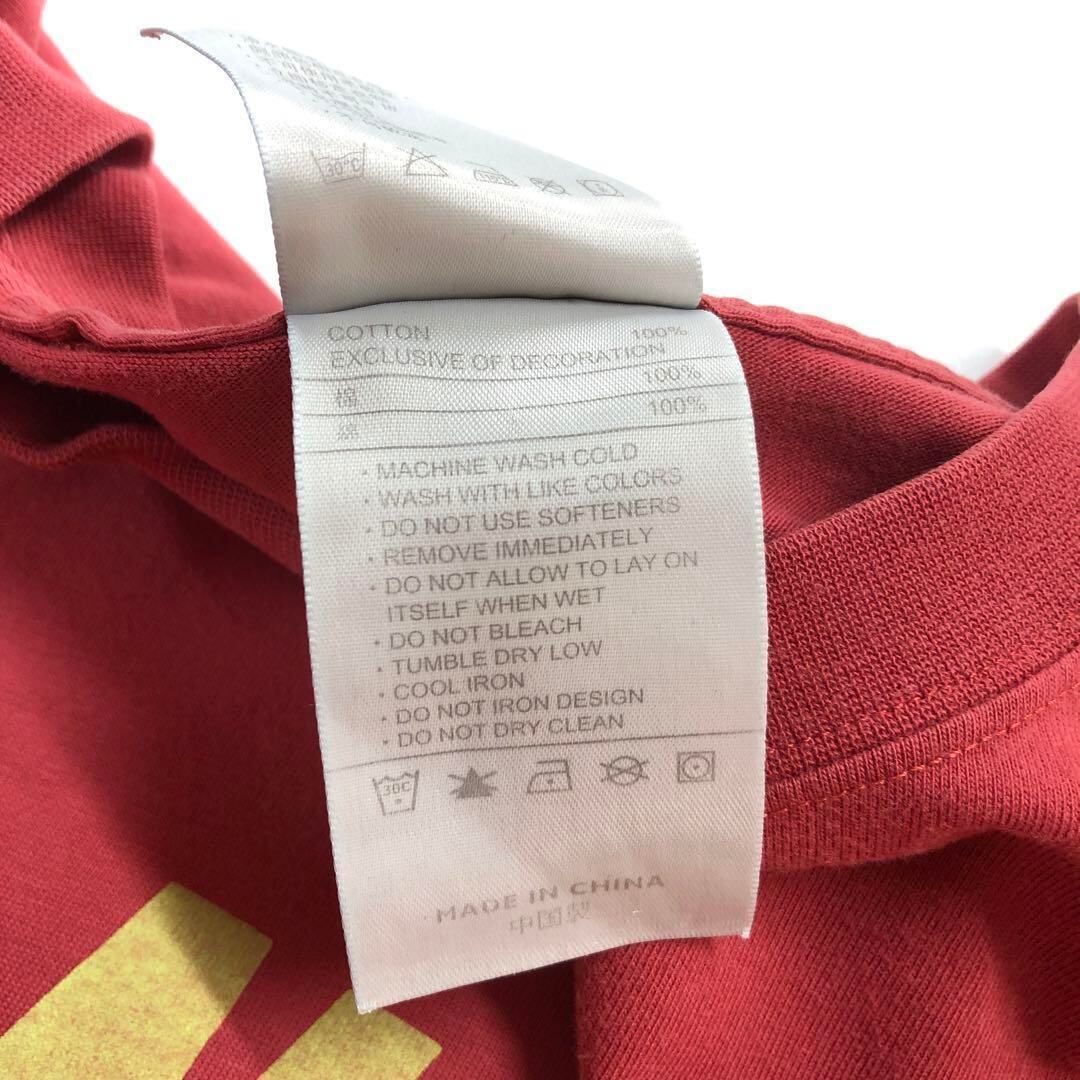 30°C
COTTON 100%
EXCLUSIVE OF DECORATION
棉 100%
綿 100%
• MACHINE WASH COLD
• WASH WITH LIKE COLORS
• DO NOT USE SOFTENERS
• REMOVE IMMEDIATELY
• DO NOT ALLOW TO LAY ON
ITSELF WHEN WET
• DO NOT BLEACH
• TUMBLE DRY LOW
• COOL IRON
• DO NOT IRON DESIGN
• DO NOT DRY CLEAN
30C
MADE IN CHINA
中国製